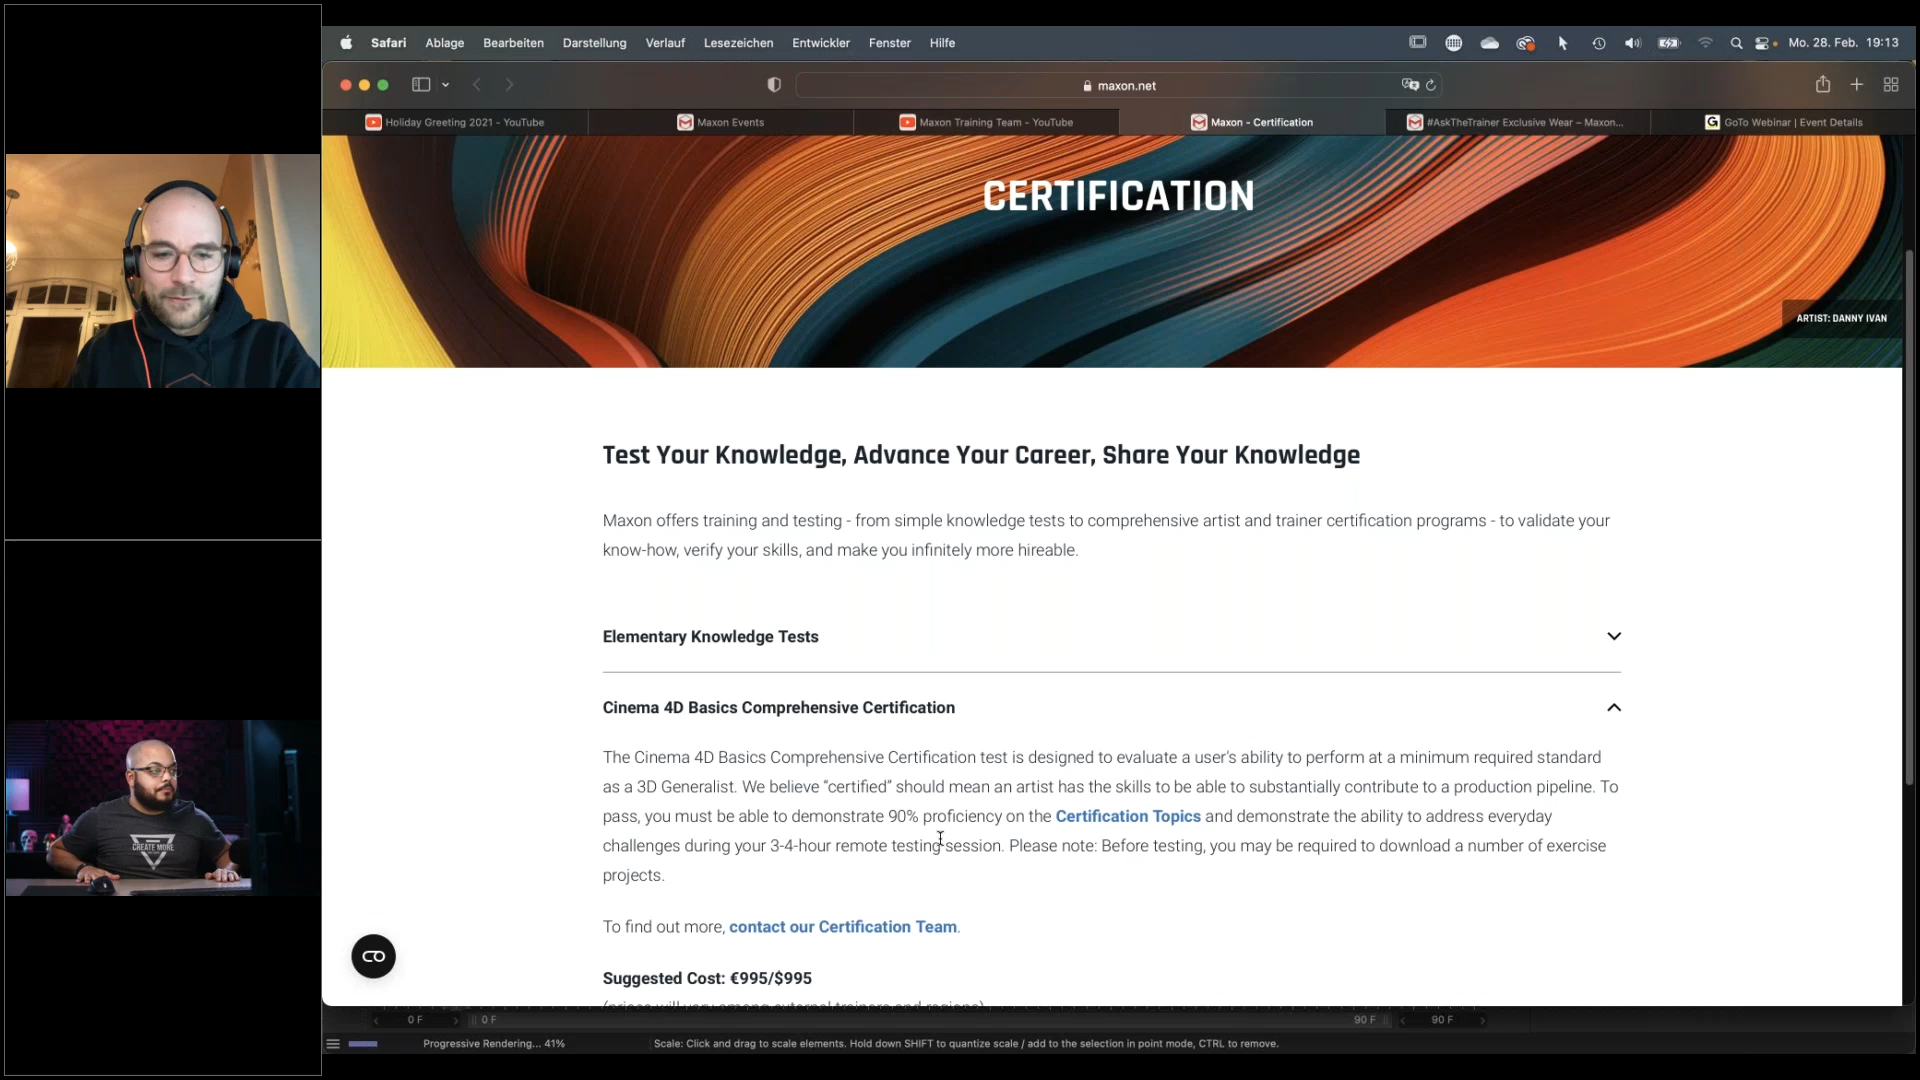 Safari Ablage Bearbeiten Darstellung Verlauf Lesezeichen Entwickler Fenster Hilfe Mo. 28. Feb. 19:13
maxon.net
Holiday Greeting 2021 - YouTube Maxon Events Maxon Training Team - YouTube Maxon - Certification #AskTheTrainer Exclusive Wear – Maxon... GoTo Webinar | Event Details
CERTIFICATION
ARTIST: DANNY IVAN
Test Your Knowledge, Advance Your Career, Share Your Knowledge
Maxon offers training and testing - from simple knowledge tests to comprehensive artist and trainer certification programs - to validate your
know-how, verify your skills, and make you infinitely more hireable.
Elementary Knowledge Tests
Cinema 4D Basics Comprehensive Certification
The Cinema 4D Basics Comprehensive Certification test is designed to evaluate a user's ability to perform at a minimum required standard
as a 3D Generalist. We believe “certified” should mean an artist has the skills to be able to substantially contribute to a production pipeline. To
pass, you must be able to demonstrate 90% proficiency on the Certification Topics and demonstrate the ability to address everyday
challenges during your 3-4-hour remote testing session. Please note: Before testing, you may be required to download a number of exercise
projects.
CREATE MORE
To find out more, contact our Certification Team.
Suggested Cost: €995/$995
(prices will vary among external trainers and regions)
0 F 0 F 90 F 90 F
Progressive Rendering... 41% Scale: Click and drag to scale elements. Hold down SHIFT to quantize scale / add to the selection in point mode, CTRL to remove.